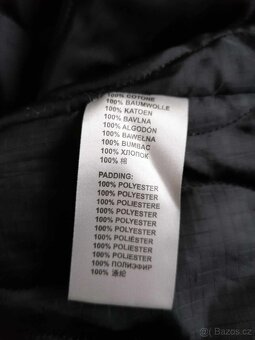 100% COTONE
100% BAUMWOLLE
100% KATOEN
100% BAVLNA
100% ALGODÓN
100% BAWEŁNA
100% BUMBAC
100% ХЛОПОК
100% 棉
PADDING:
100% POLYESTER
100% POLYESTER
100% POLIESTERE
100% POLYESTER
100% POLYESTER
100% POLYESTER
100% POLIÉSTER
100% POLIESTER
100% POLIESTER
100% ПОЛИЭФИР
100% 涤纶
Bazos.cz